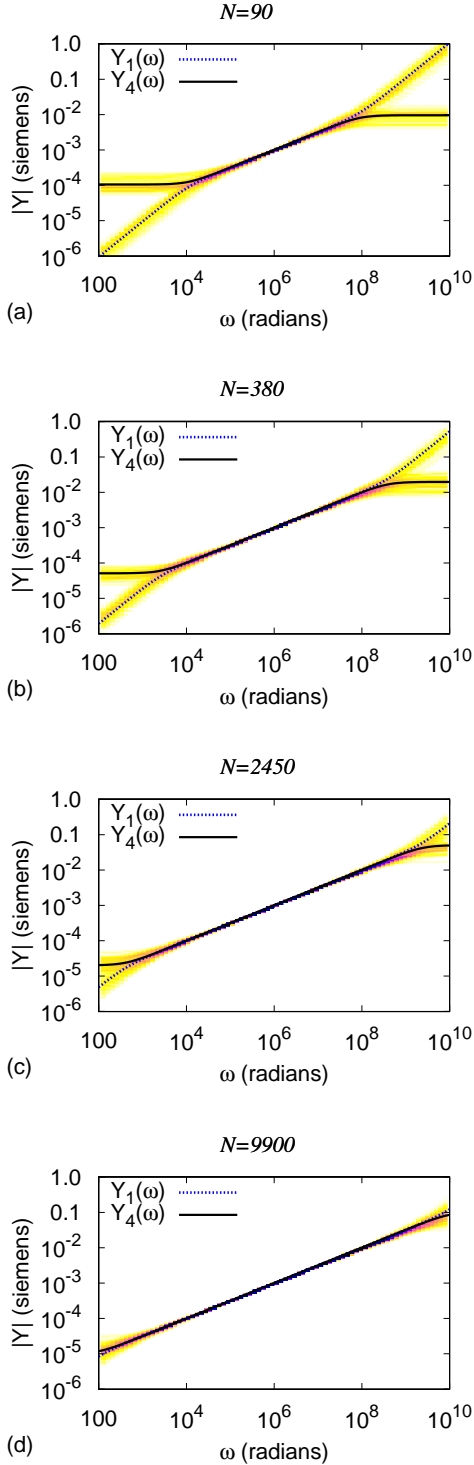 N=90
|Y| (siemens)
1.0
0.1
10⁻²
10⁻³
10⁻⁴
10⁻⁵
10⁻⁶
Y₁(ω)
Y₄(ω)
100 10⁴ 10⁶ 10⁸ 10¹⁰
ω (radians)
(a)
N=380
|Y| (siemens)
1.0
0.1
10⁻²
10⁻³
10⁻⁴
10⁻⁵
10⁻⁶
Y₁(ω)
Y₄(ω)
100 10⁴ 10⁶ 10⁸ 10¹⁰
ω (radians)
(b)
N=2450
|Y| (siemens)
1.0
0.1
10⁻²
10⁻³
10⁻⁴
10⁻⁵
10⁻⁶
Y₁(ω)
Y₄(ω)
100 10⁴ 10⁶ 10⁸ 10¹⁰
ω (radians)
(c)
N=9900
|Y| (siemens)
1.0
0.1
10⁻²
10⁻³
10⁻⁴
10⁻⁵
10⁻⁶
Y₁(ω)
Y₄(ω)
100 10⁴ 10⁶ 10⁸ 10¹⁰
ω (radians)
(d)